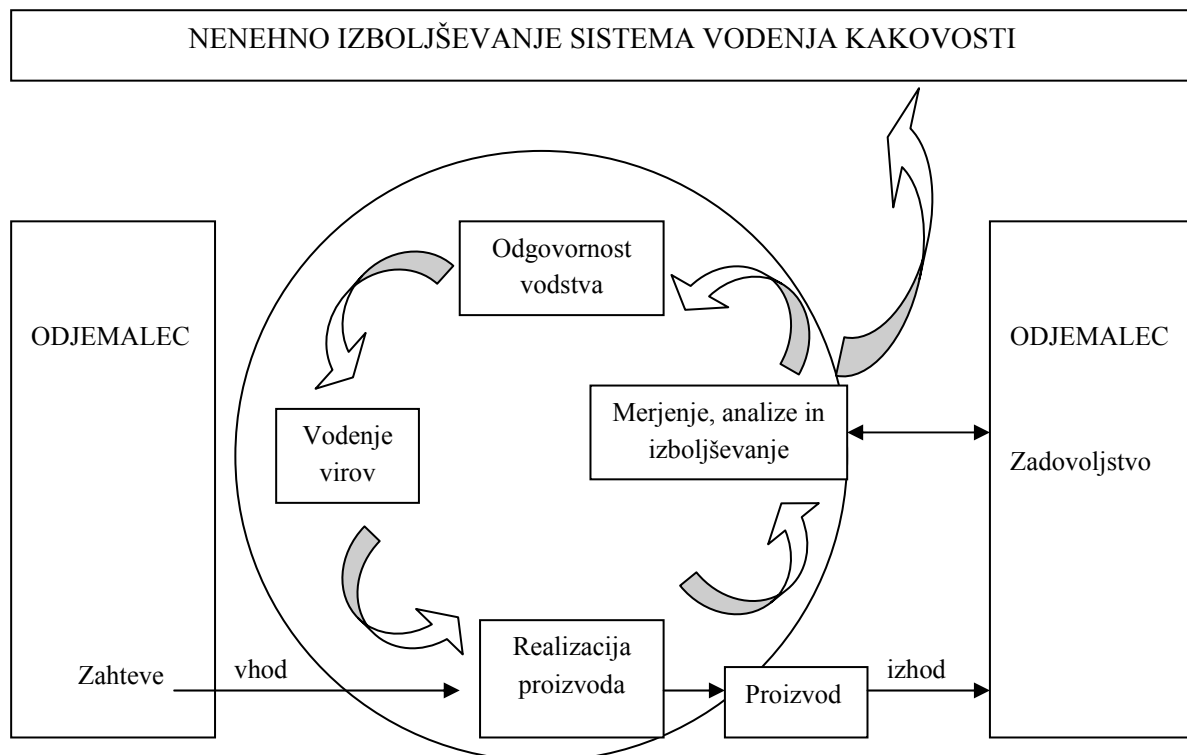 NENEHNO IZBOLJŠEVANJE SISTEMA VODENJA KAKOVOSTI
Odgovornost
vodstva
ODJEMALEC
ODJEMALEC
Merjenje, analize in
izboljševanje
Vodenje
virov
Zadovoljstvo
Realizacija
proizvoda
Zahteve
vhod
Proizvod
izhod